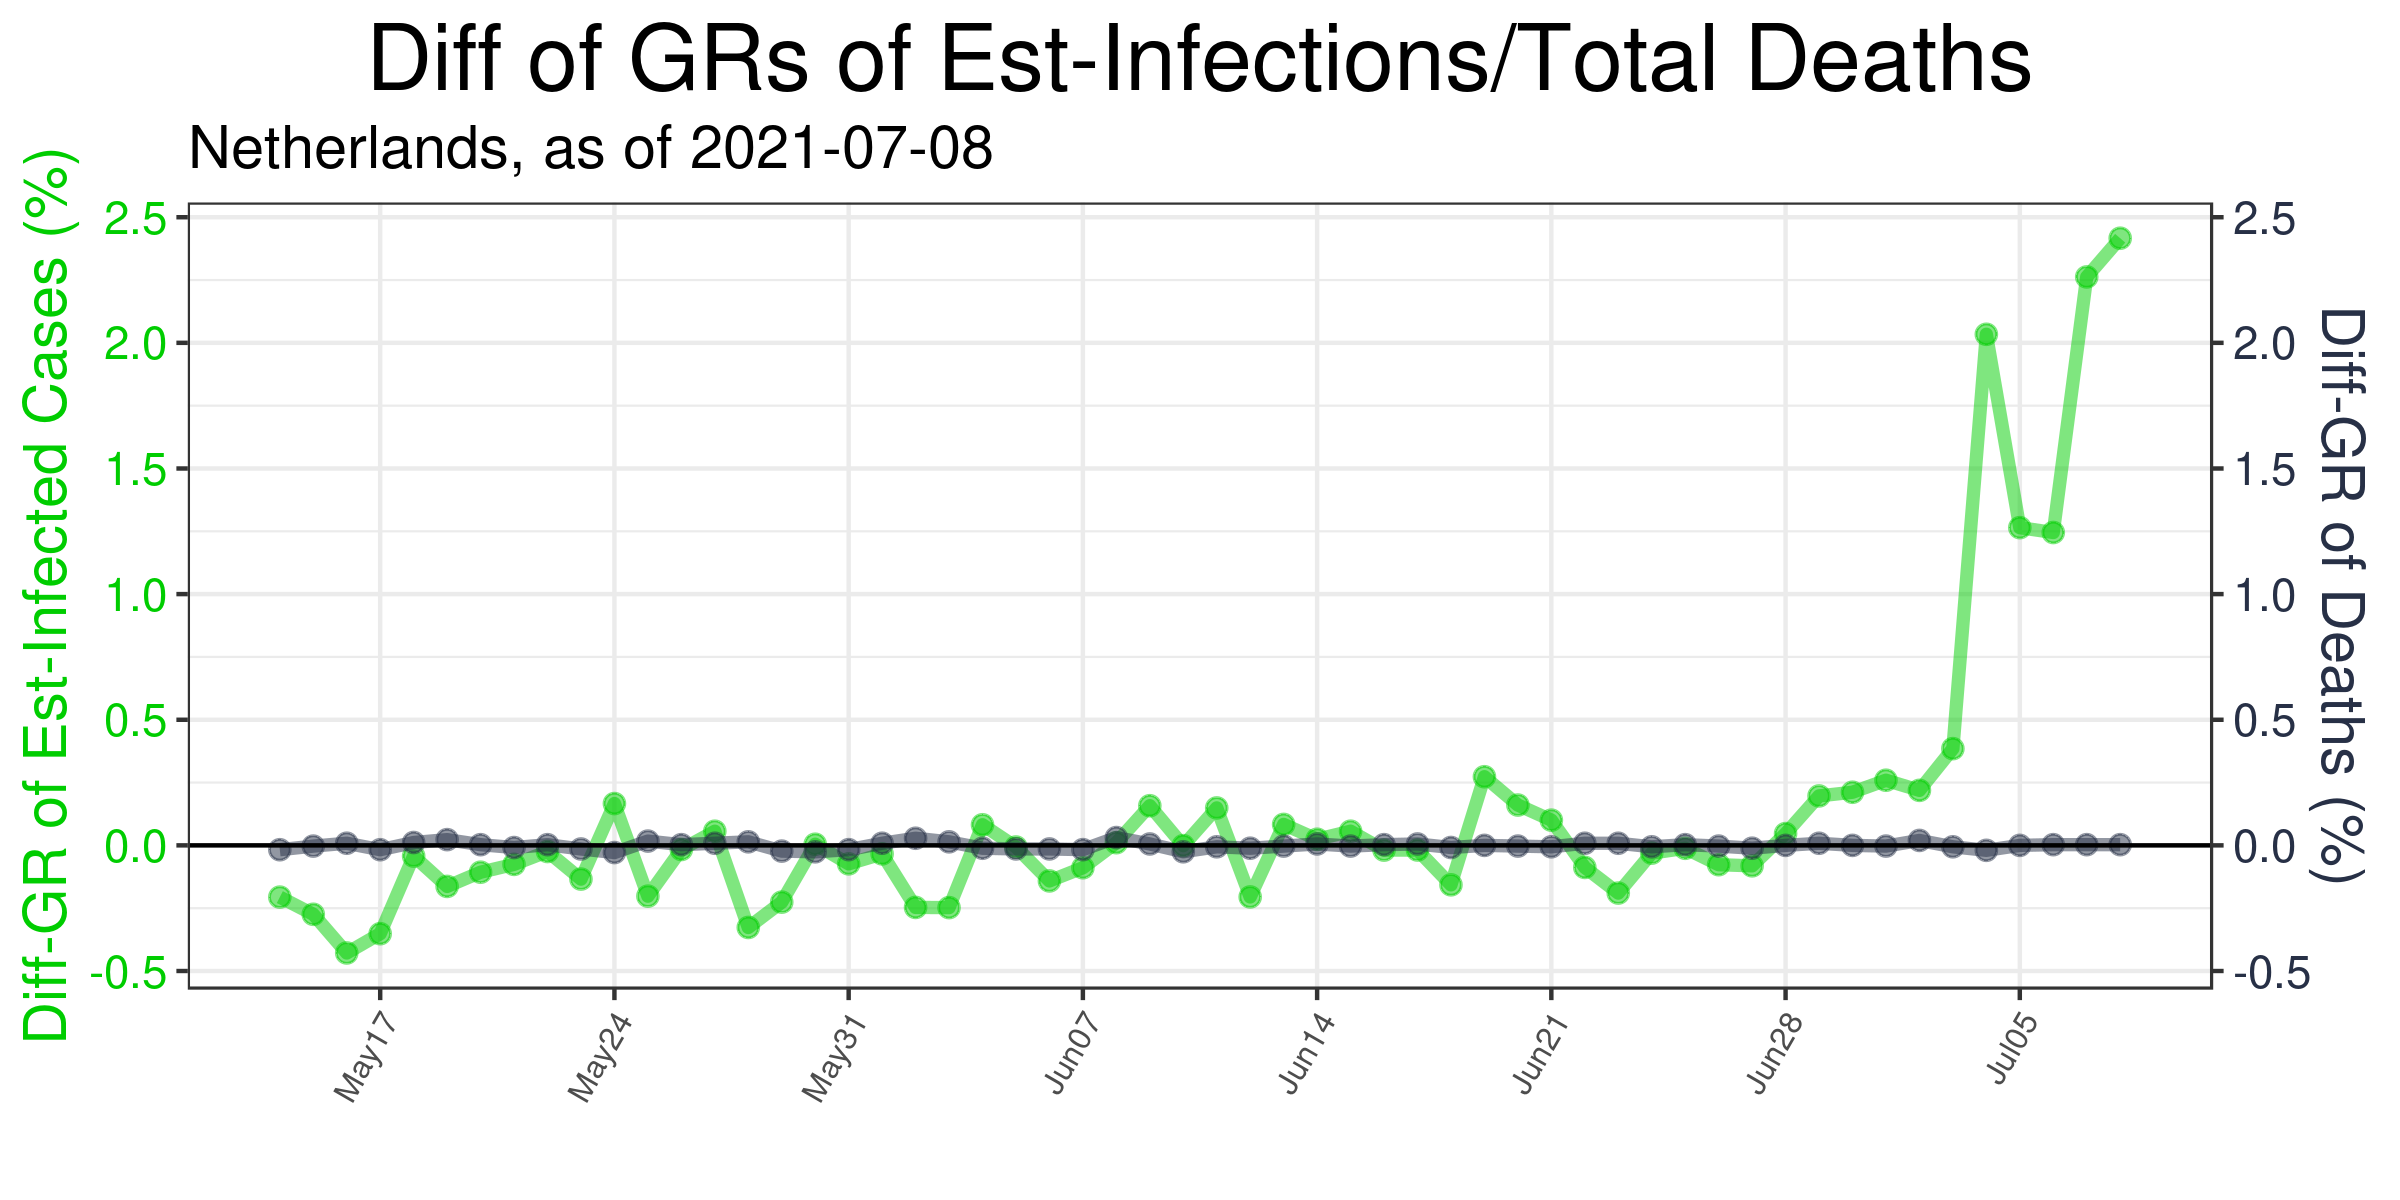 Diff of GRs of Est-Infections/Total Deaths
Netherlands, as of 2021-07-08
Diff-GR of Est-Infected Cases (%)
2.5
2.0
1.5
1.0
0.5
0.0
-0.5
2.5
2.0
1.5
1.0
0.5
0.0
-0.5
Diff-GR of Deaths (%)
May17
May24
May31
Jun07
Jun14
Jun21
Jun28
Jul05